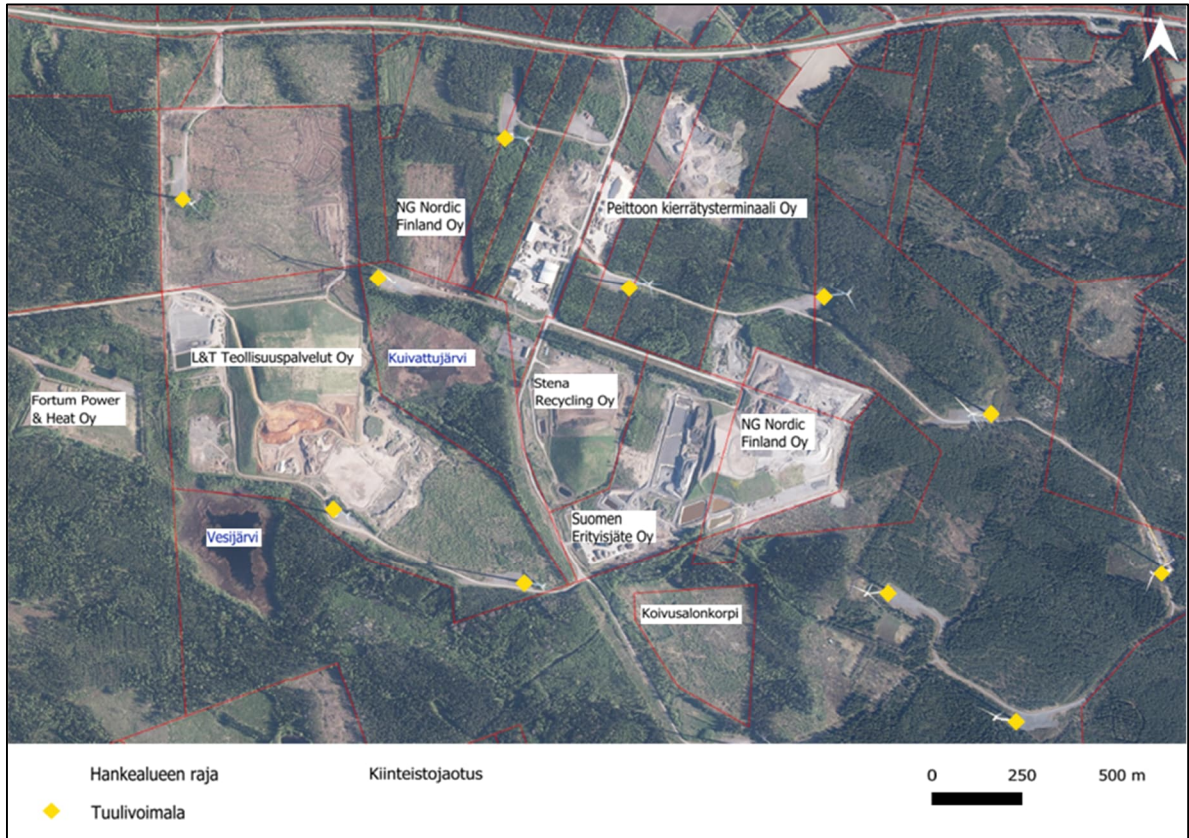 NG Nordic
Finland Oy
Peittoon kierrätysterminaali Oy
L&T Teollisuuspalvelut Oy
Kuivattujärvi
Fortum Power
& Heat Oy
Stena
Recycling Oy
NG Nordic
Finland Oy
Vesijärvi
Suomen
Erityisjäte Oy
Koivusalonkorpi
Hankealueen raja
Kiinteistojaotus
0 250 500 m
Tuulivoimala